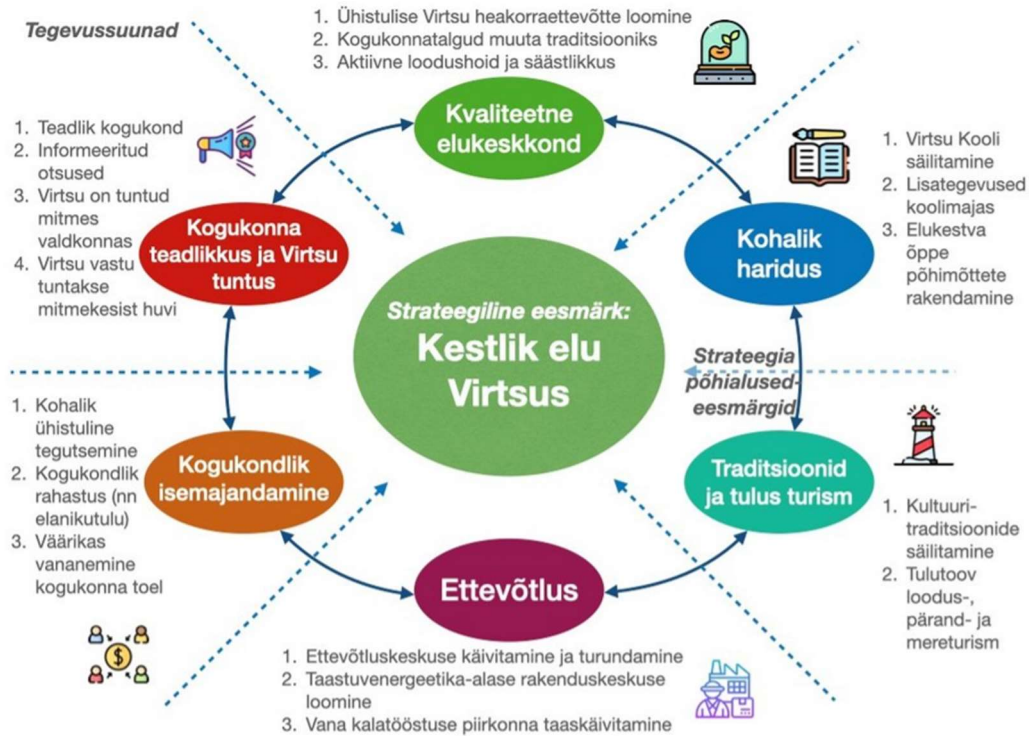 Tegevussuunad
1. Ühistulise Virtsu heakorraettevõtte loomine
2. Kogukonnatalgud muuta traditsiooniks
3. Aktiivne loodushoid ja säästlikkus
Kvaliteetne
elukeskkond
1. Teadlik kogukond
2. Informeeritud
otsused
3. Virtsu on tuntud
mitmes
valdkonnas
4. Virtsu vastu
tuntakse
mitmekesist huvi
Kogukonna
teadlikkus ja Virtsu
tuntus
1. Virtsu Kooli
säilitamine
2. Lisategevused
koolimajas
3. Elukestva
õppe
põhimõttete
rakendamine
Kohalik
haridus
Strateegiline eesmärk:
Kestlik elu
Virtsus
Strateegia
põhialused-
eesmärgid
1. Kohalik
ühistuline
tegutsemine
2. Kogukondlik
rahastus (nn
elanikutulu)
3. Väärikas
vananemine
kogukonna toel
Kogukondlik
isemajandamine
Traditsioonid
ja tulus turism
1. Kultuuri-
traditsioonide
säilitamine
2. Tulutoov
loodus-,
pärand- ja
mereturism
Ettevõtlus
1. Ettevõtluskeskuse käivitamine ja turundamine
2. Taastuvenergeetika-alase rakenduskeskuse
loomine
3. Vana kalatööstuse piirkonna taaskäivitamine
$